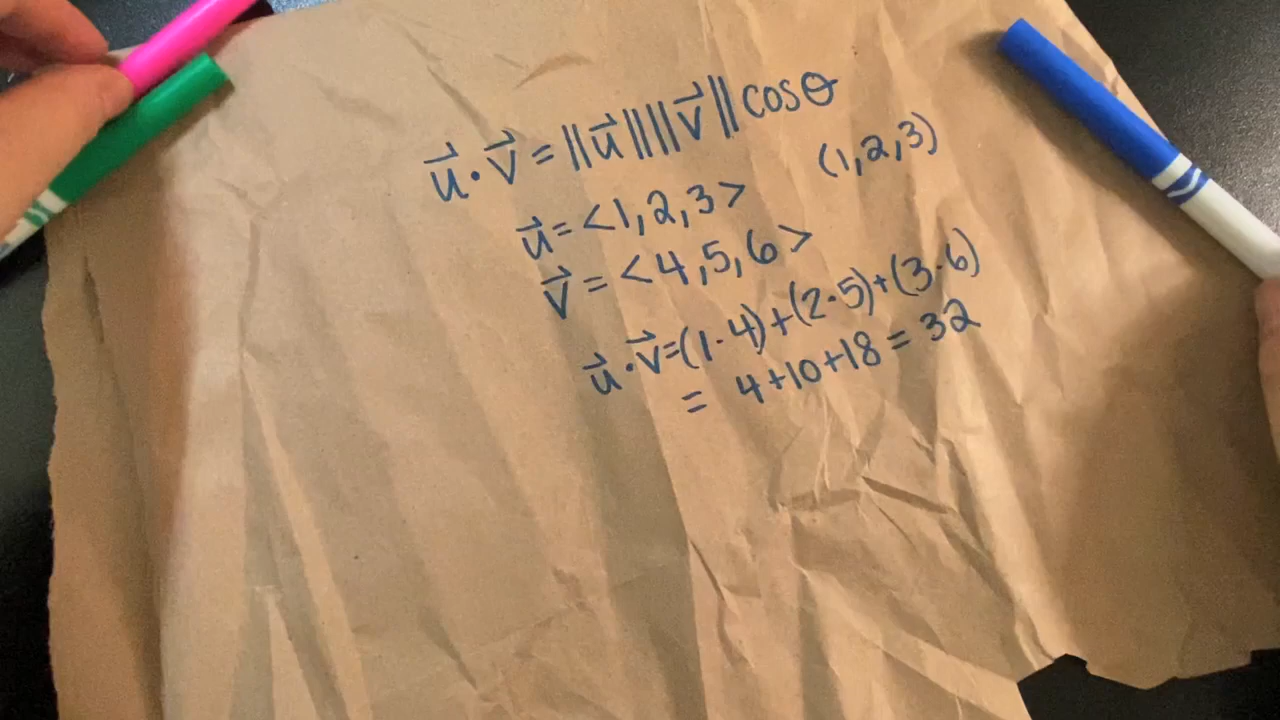 u⃗ · v⃗ = ||u⃗|| ||v⃗|| cos θ
(1,2,3)
u⃗ = <1,2,3>
v⃗ = <4,5,6>
u⃗ · v⃗ = (1·4)+(2·5)+(3·6)
= 4+10+18 = 32